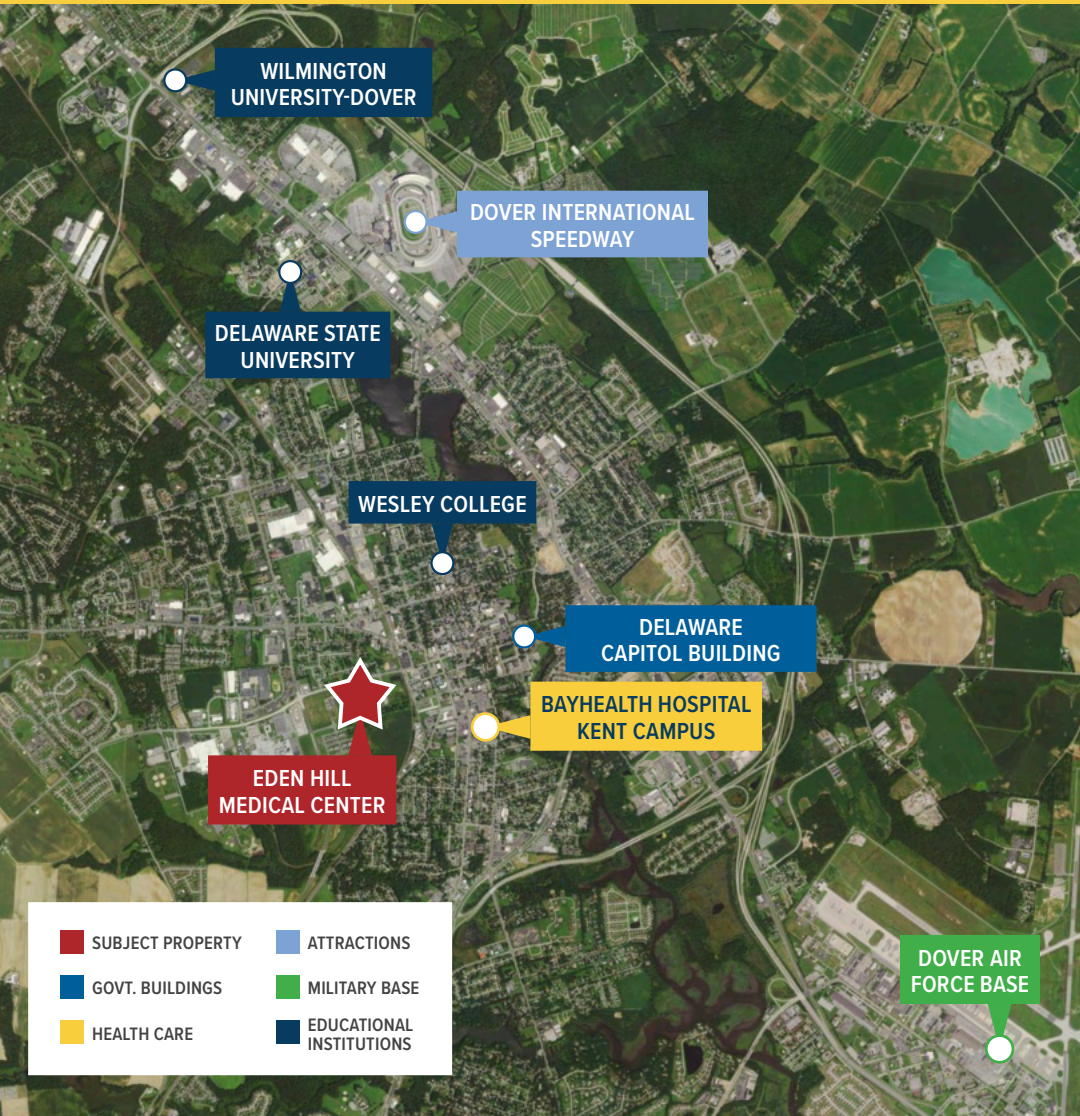 WILMINGTON
UNIVERSITY-DOVER
DOVER INTERNATIONAL
SPEEDWAY
DELAWARE STATE
UNIVERSITY
WESLEY COLLEGE
DELAWARE
CAPITOL BUILDING
BAYHEALTH HOSPITAL
KENT CAMPUS
EDEN HILL
MEDICAL CENTER
DOVER AIR
FORCE BASE
SUBJECT PROPERTY
ATTRACTIONS
GOVT. BUILDINGS
MILITARY BASE
HEALTH CARE
EDUCATIONAL
INSTITUTIONS